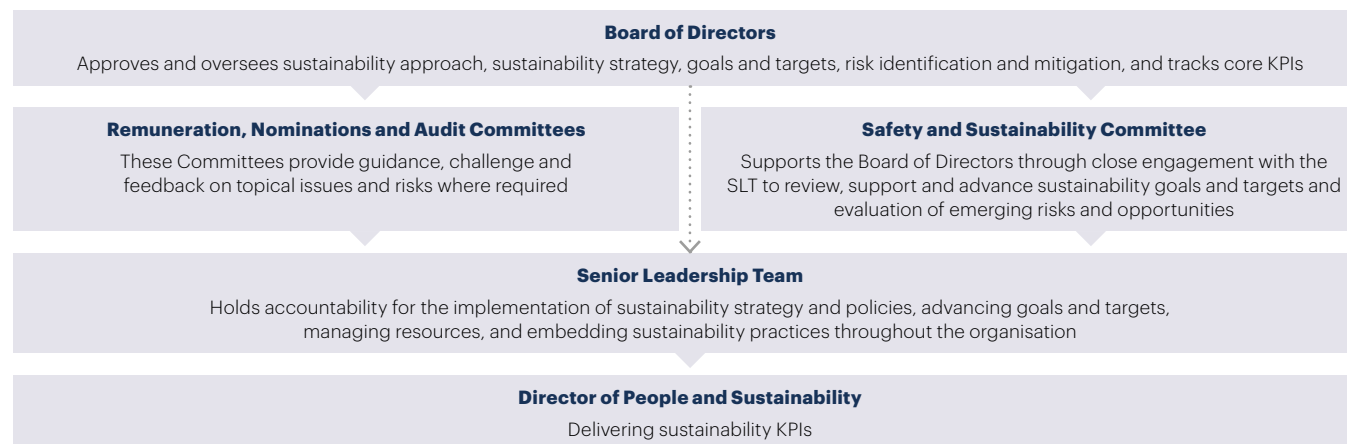 Board of Directors
Approves and oversees sustainability approach, sustainability strategy, goals and targets, risk identification and mitigation, and tracks core KPIs
Remuneration, Nominations and Audit Committees
These Committees provide guidance, challenge and
feedback on topical issues and risks where required
Safety and Sustainability Committee
Supports the Board of Directors through close engagement with the
SLT to review, support and advance sustainability goals and targets and
evaluation of emerging risks and opportunities
Senior Leadership Team
Holds accountability for the implementation of sustainability strategy and policies, advancing goals and targets,
managing resources, and embedding sustainability practices throughout the organisation
Director of People and Sustainability
Delivering sustainability KPIs